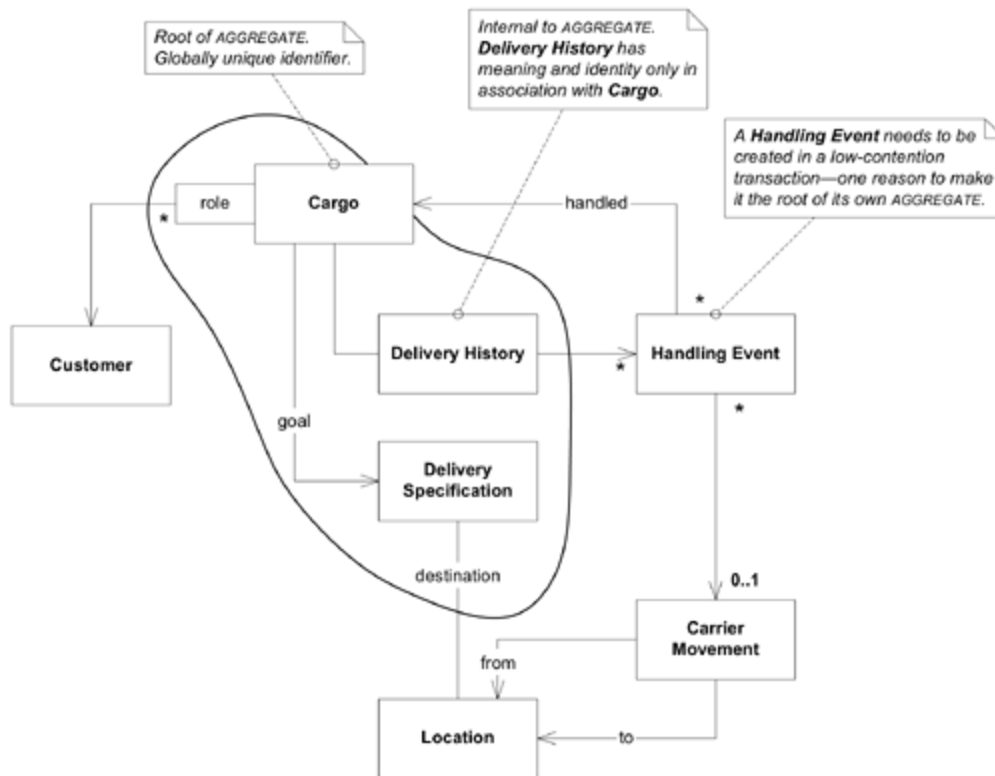 Root of AGGREGATE.
Globally unique identifier.
Internal to AGGREGATE.
Delivery History has
meaning and identity only in
association with Cargo.
A Handling Event needs to be
created in a low-contention
transaction—one reason to make
it the root of its own AGGREGATE.
role
Cargo
handled
*
*
Customer
Delivery History
*
Handling Event
*
goal
Delivery
Specification
destination
0..1
Carrier
Movement
from
Location
to